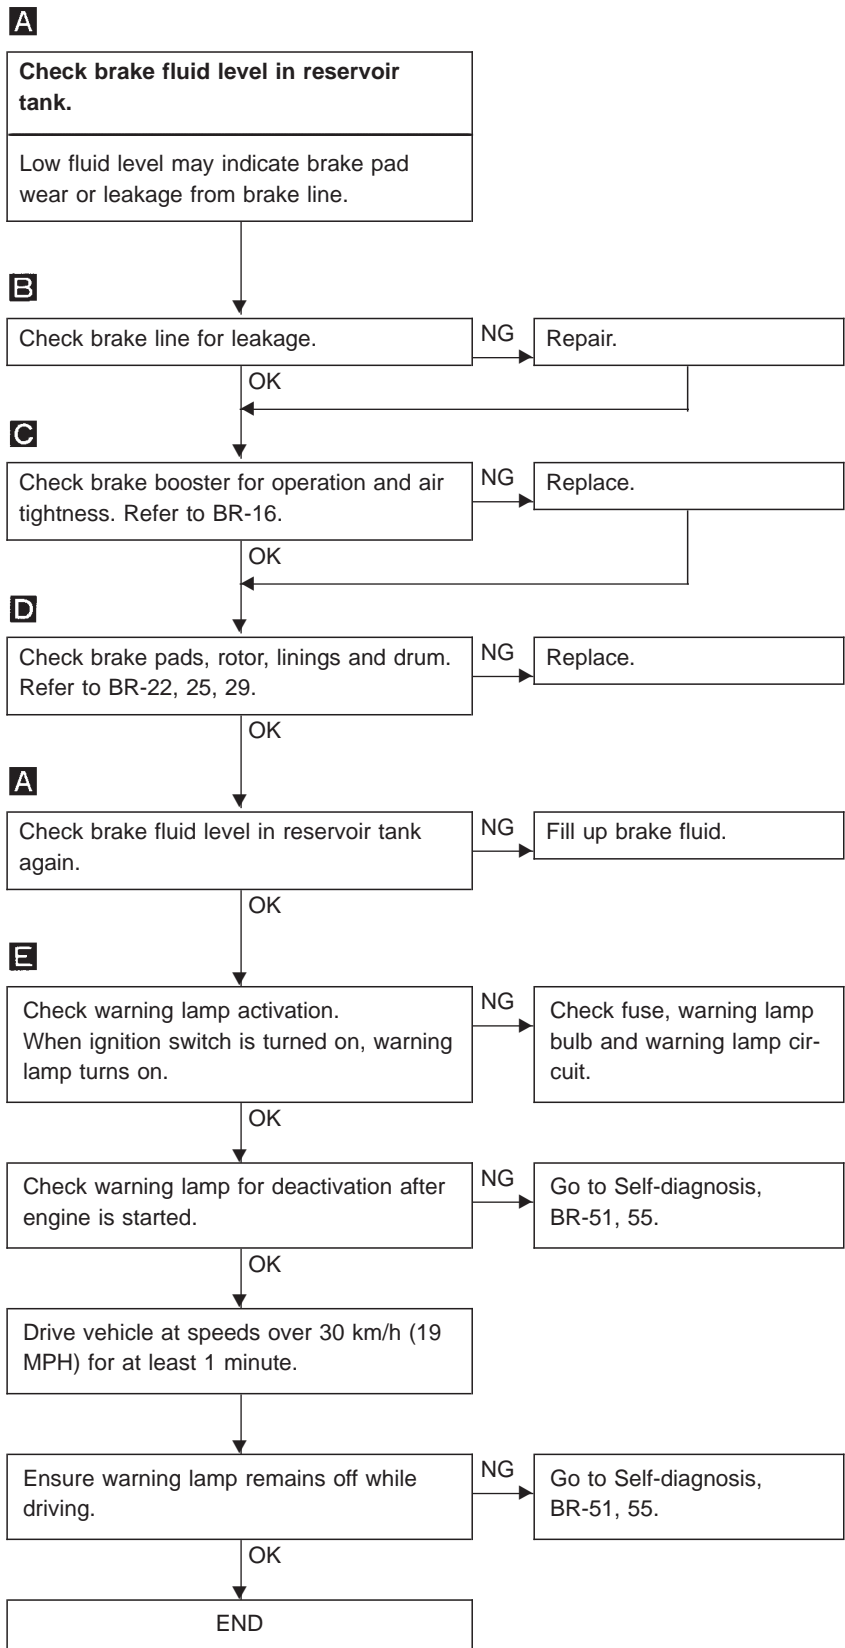 A
Check brake fluid level in reservoir
tank.
Low fluid level may indicate brake pad
wear or leakage from brake line.
B
Check brake line for leakage.
NG
Repair.
OK
C
Check brake booster for operation and air
tightness. Refer to BR-16.
NG
Replace.
OK
D
Check brake pads, rotor, linings and drum.
Refer to BR-22, 25, 29.
NG
Replace.
OK
A
Check brake fluid level in reservoir tank
again.
NG
Fill up brake fluid.
OK
E
Check warning lamp activation.
When ignition switch is turned on, warning
lamp turns on.
NG
Check fuse, warning lamp
bulb and warning lamp cir-
cuit.
OK
Check warning lamp for deactivation after
engine is started.
NG
Go to Self-diagnosis,
BR-51, 55.
OK
Drive vehicle at speeds over 30 km/h (19
MPH) for at least 1 minute.
Ensure warning lamp remains off while
driving.
NG
Go to Self-diagnosis,
BR-51, 55.
OK
END